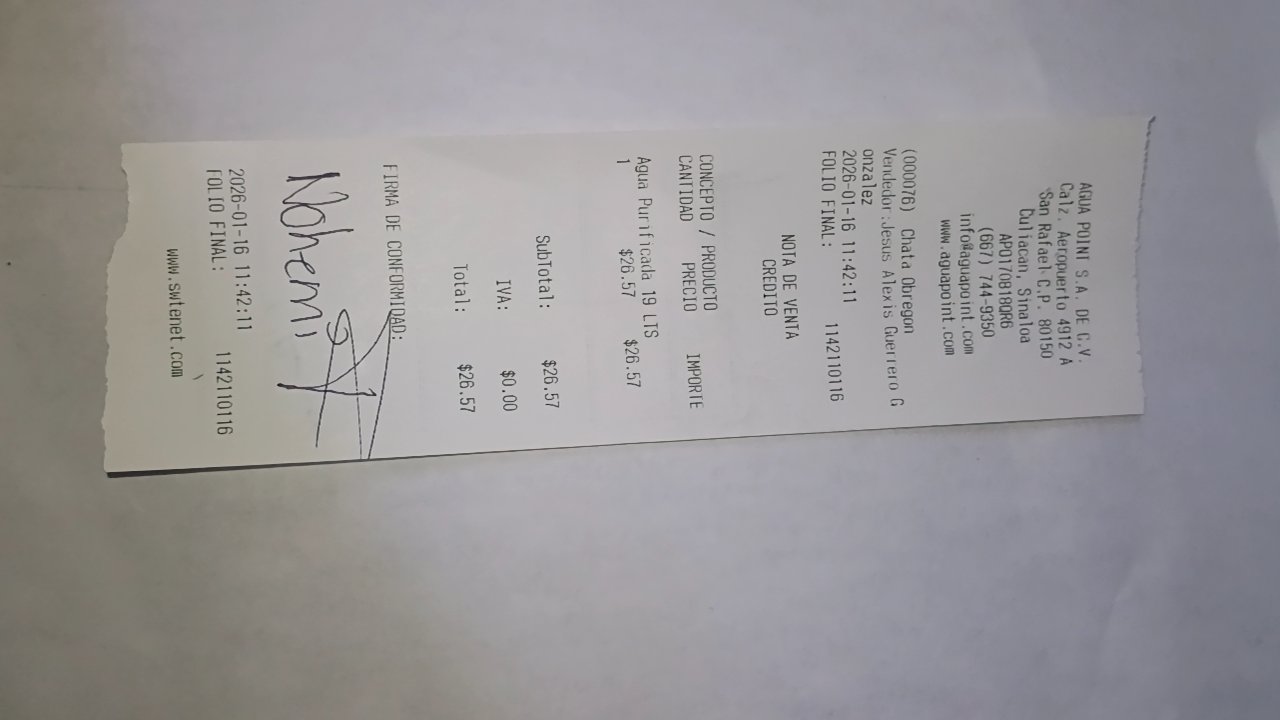 AGUA POINT S.A. DE C.V.
Calz. Aeropuerto 4912 A
San Rafael C.P. 80150
Culiacan, Sinaloa
APO170818QR6
(667) 744-9350
info@aguapoint.com
www.aguapoint.com
(000076) Chata Obregon
Vendedor:Jesus Alexis Guerrero G
onzalez
2026-01-16 11:42:11
FOLIO FINAL: 1142110116
NOTA DE VENTA
CREDITO
CONCEPTO / PRODUCTO
CANTIDAD PRECIO IMPORTE
Agua Purificada 19 LTS
1 $26.57 $26.57
SubTotal: $26.57
IVA: $0.00
Total: $26.57
FIRMA DE CONFORMIDAD:
Nohemi
2026-01-16 11:42:11
FOLIO FINAL: 1142110116
www.swtenet.com